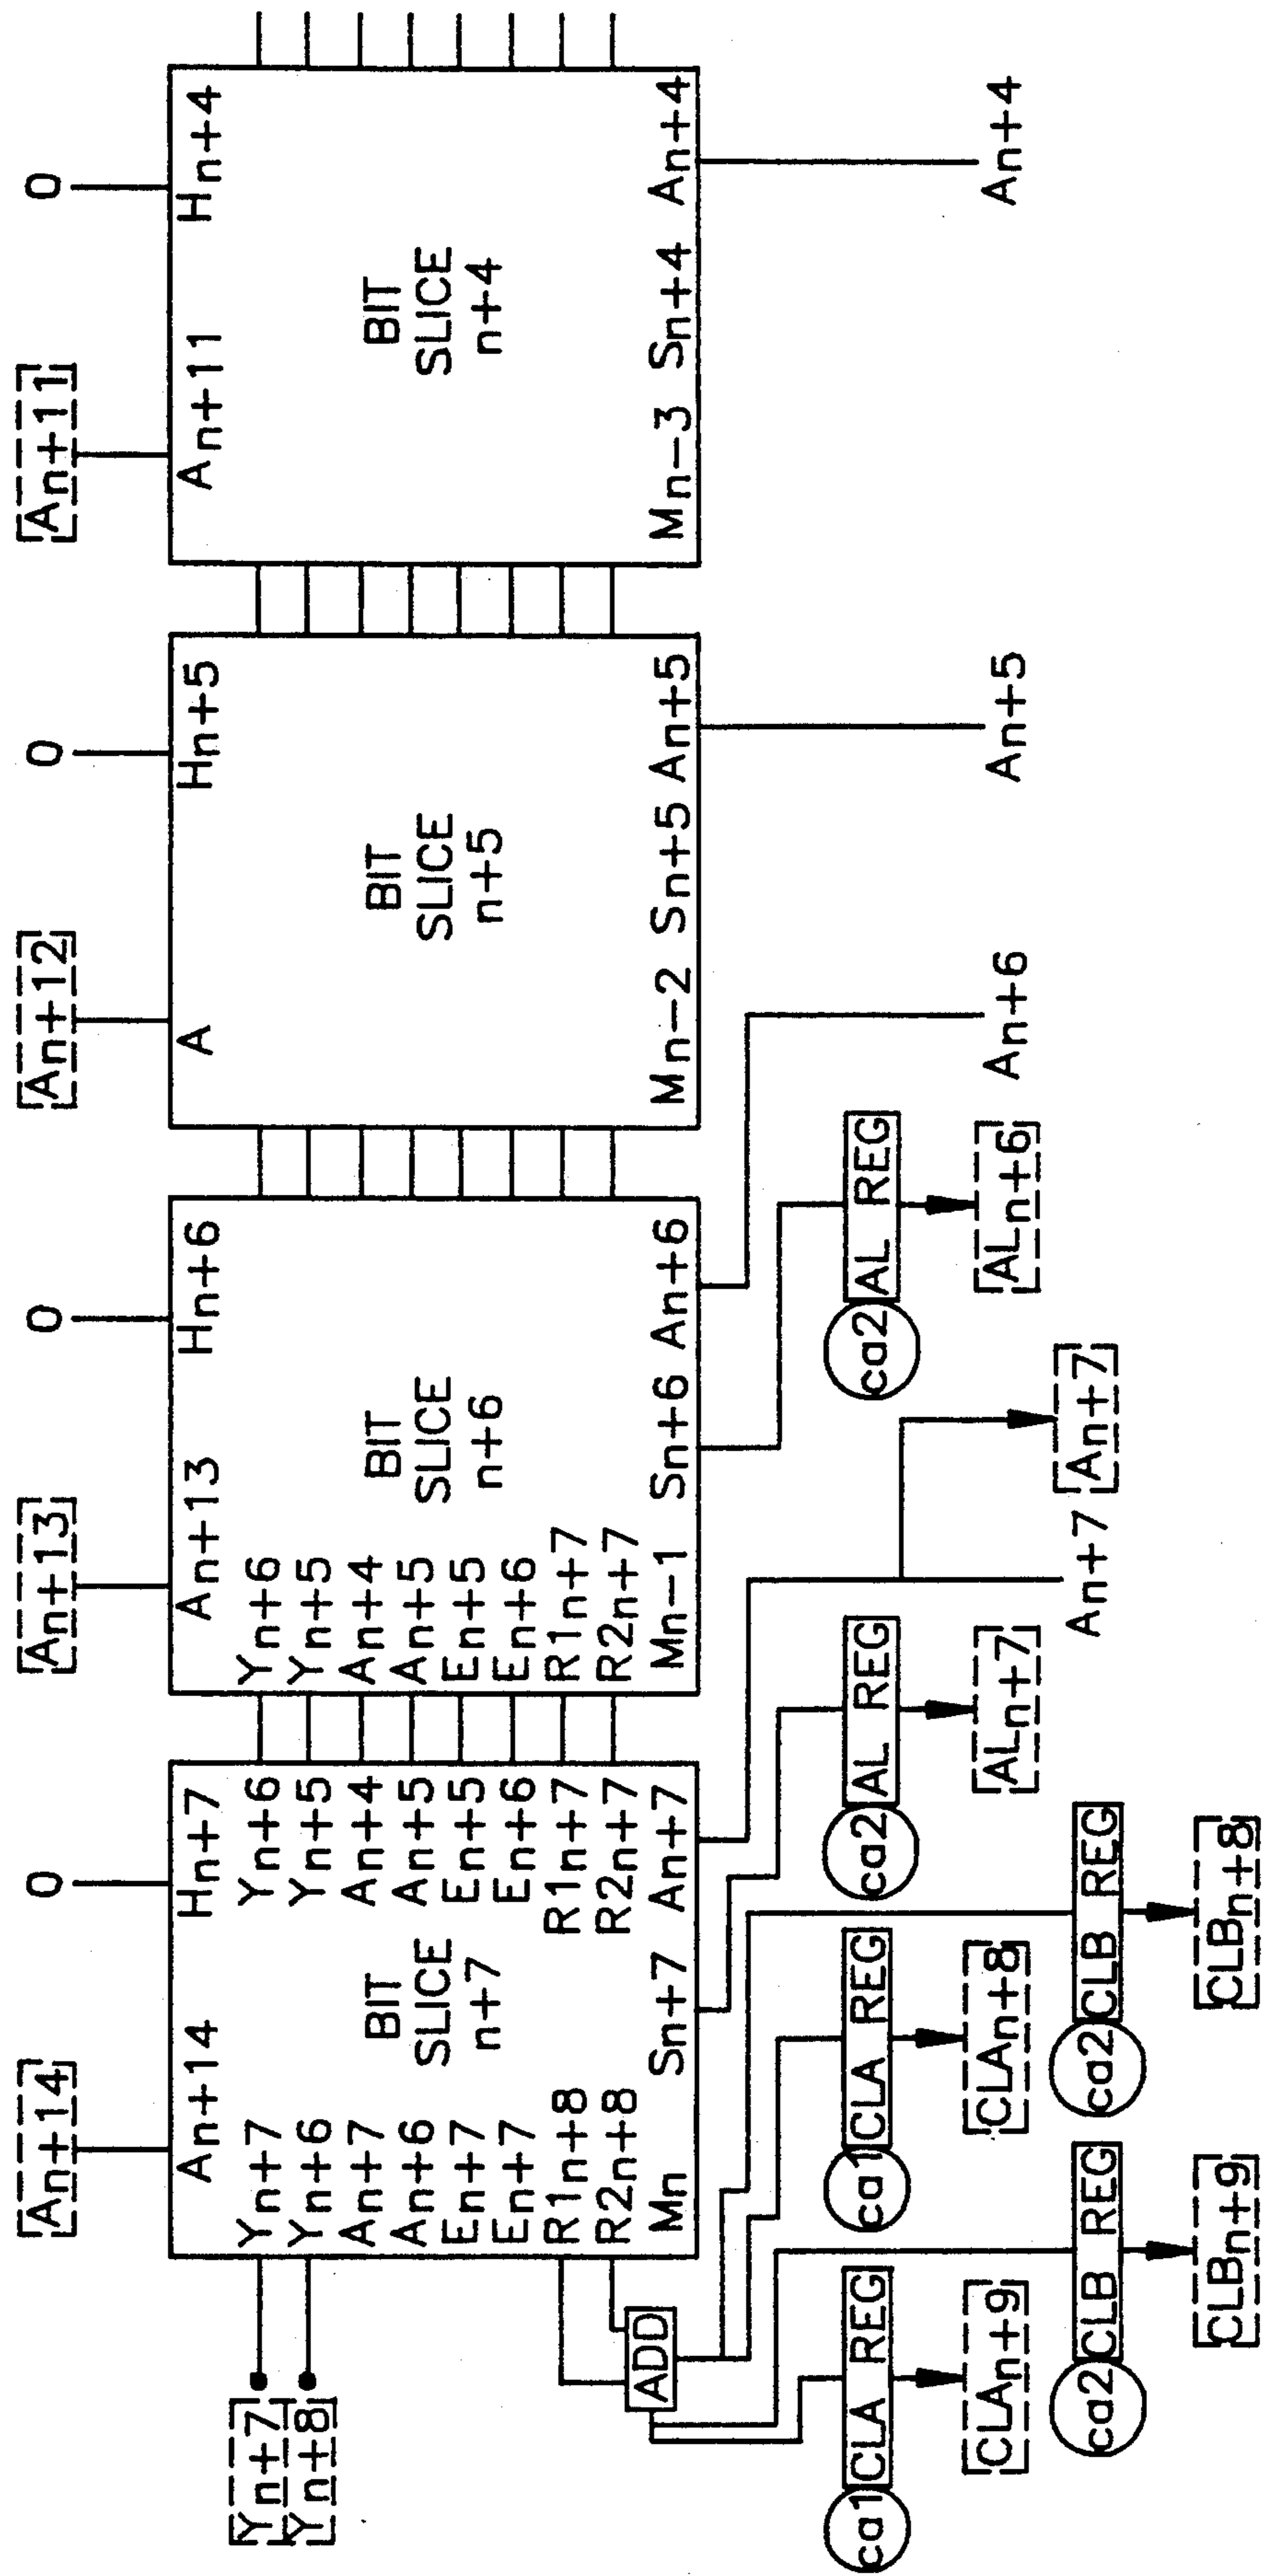 An+14
0
An+13
0
An+12
0
An+11
0
Yn+7
Yn+8
An+14
Hn+7
Yn+7
Yn+6
An+7
An+6
En+7
En+7
R1n+8
R2n+8
Mn
Sn+7
An+7
BIT
SLICE
n+7
Yn+6
Yn+5
An+4
An+5
En+5
En+6
R1n+7
R2n+7
An+13
Hn+6
Yn+6
Yn+5
An+4
An+5
En+5
En+6
R1n+7
R2n+7
BIT
SLICE
n+6
Mn-1
Sn+6
An+6
A
Hn+5
BIT
SLICE
n+5
Mn-2
Sn+5
An+5
An+11
Hn+4
BIT
SLICE
n+4
Mn-3
Sn+4
An+4
ADD
ca1
CLA REG
ca1
CLA REG
ca2
AL REG
ca2
AL REG
CLAn+9
CLAn+8
ALn+7
ALn+6
An+6
An+5
An+4
ca2
CLB REG
ca2
CLB REG
An+7
An+7
CLBn+9
CLBn+8